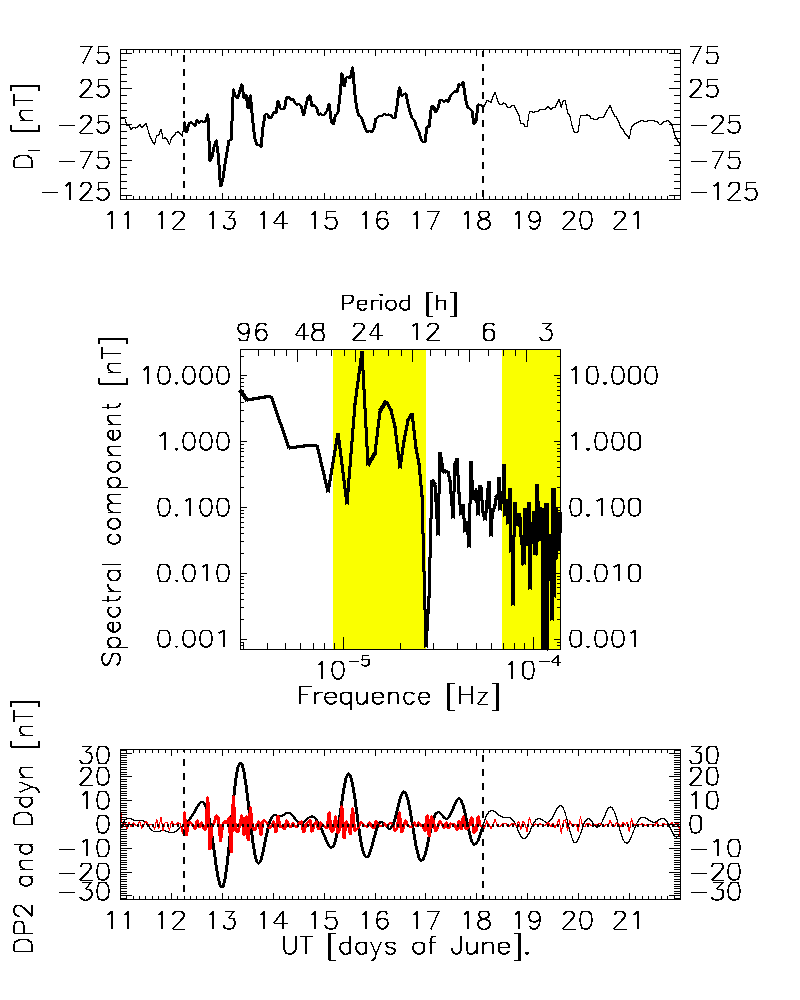 75 75
25 25
−25 −25
−75 −75
−125 −125
D_I [nT]
11 12 13 14 15 16 17 18 19 20 21
Period [h]
96 48 24 12 6 3
10.000 10.000
1.000 1.000
0.100 0.100
0.010 0.010
0.001 0.001
Spectral component [nT]
10^-5 10^-4
Frequence [Hz]
30 30
20 20
10 10
0 0
−10 −10
−20 −20
−30 −30
DP2 and Ddyn [nT]
11 12 13 14 15 16 17 18 19 20 21
UT [days of June].